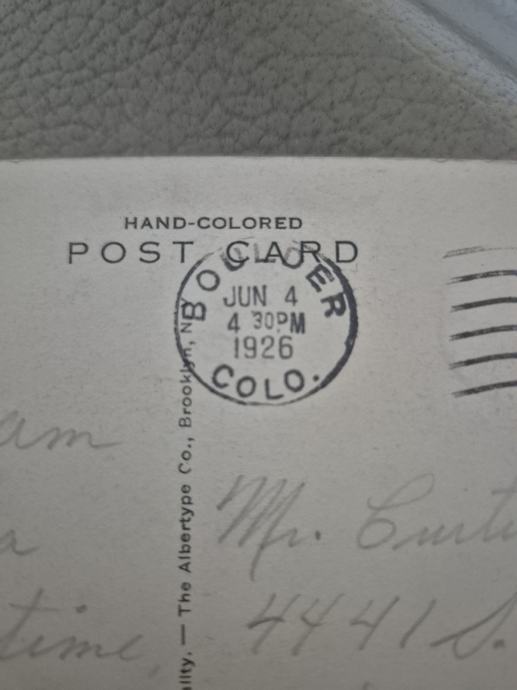 HAND-COLORED
POST CARD
BOULDER
JUN 4
4 30PM
1926
COLO.
— The Albertype Co., Brooklyn, N.Y.
am
a
time,
Mr.
4441 S.